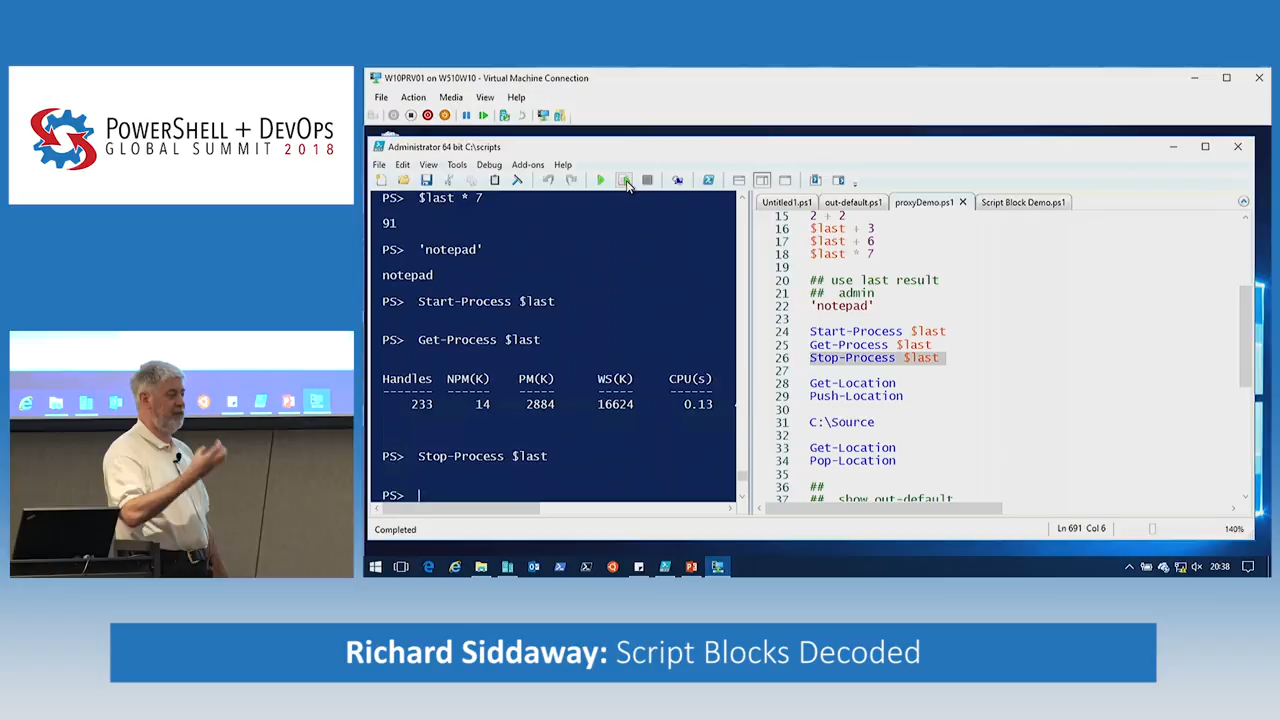 POWERSHELL + DEVOPS
GLOBAL SUMMIT 2018
W10PRV01 on W510W10 - Virtual Machine Connection
File Action Media View Help
Administrator 64 bit C:\scripts
File Edit View Tools Debug Add-ons Help
PS> $last * 7
91
PS> 'notepad'
notepad
PS> Start-Process $last
PS> Get-Process $last
Handles NPM(K) PM(K) WS(K) CPU(s)
------- ------ ----- ----- ------
233 14 2884 16624 0.13
PS> Stop-Process $last
PS>
Completed
Untitled1.ps1 out-default.ps1 proxyDemo.ps1 Script Block Demo.ps1
15 2 + 2
16 $last + 3
17 $last + 6
18 $last * 7
19
20 ## use last result
21 ## admin
22 'notepad'
23
24 Start-Process $last
25 Get-Process $last
26 Stop-Process $last
27
28 Get-Location
29 Push-Location
30
31 C:\Source
32
33 Get-Location
34 Pop-Location
35
36 ##
37 ## show out-default
Ln 691 Col 6 140%
20:38
Richard Siddaway: Script Blocks Decoded